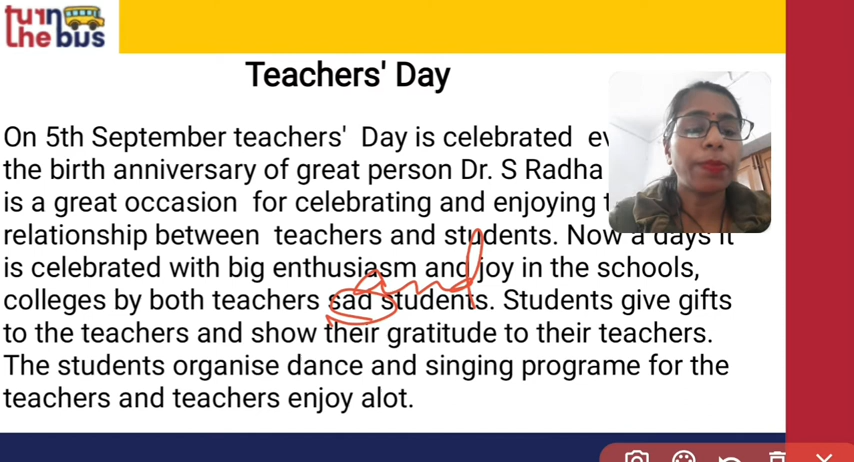 turn
the bus
Teachers' Day
On 5th September teachers' Day is celebrated
the birth anniversary of great person Dr. S Radha
is a great occasion for celebrating and enjoying
relationship between teachers and students. Now a days it
is celebrated with big enthusiasm and joy in the schools,
and
colleges by both teachers sad students. Students give gifts
to the teachers and show their gratitude to their teachers.
The students organise dance and singing programe for the
teachers and teachers enjoy alot.